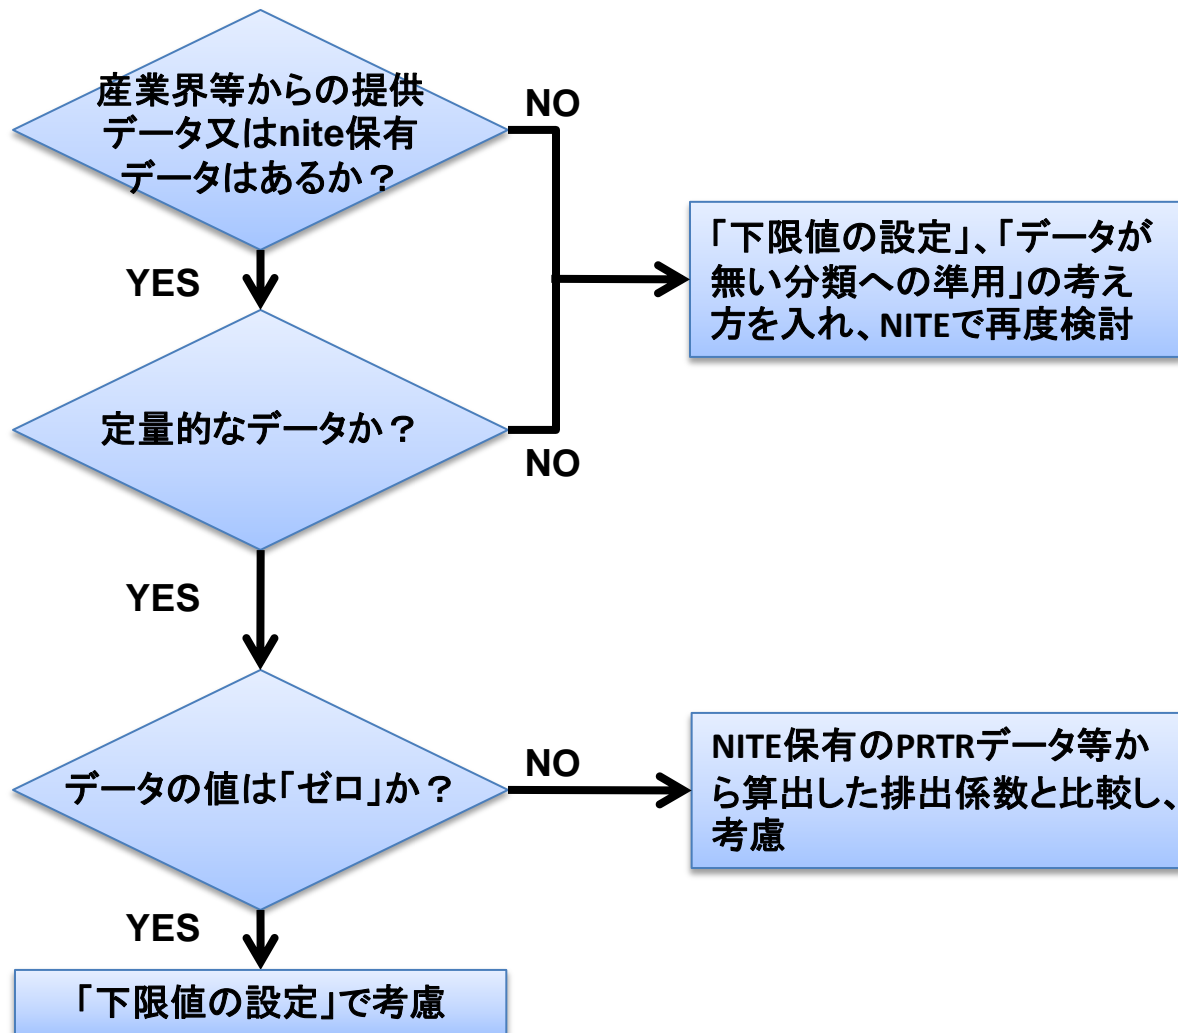 産業界等からの提供
データ又はnite保有
データはあるか？
NO
YES
「下限値の設定」、「データが
無い分類への準用」の考え
方を入れ、NITEで再度検討
定量的なデータか？
NO
YES
データの値は「ゼロ」か？
NO
NITE保有のPRTRデータ等か
ら算出した排出係数と比較し、
考慮
YES
「下限値の設定」で考慮